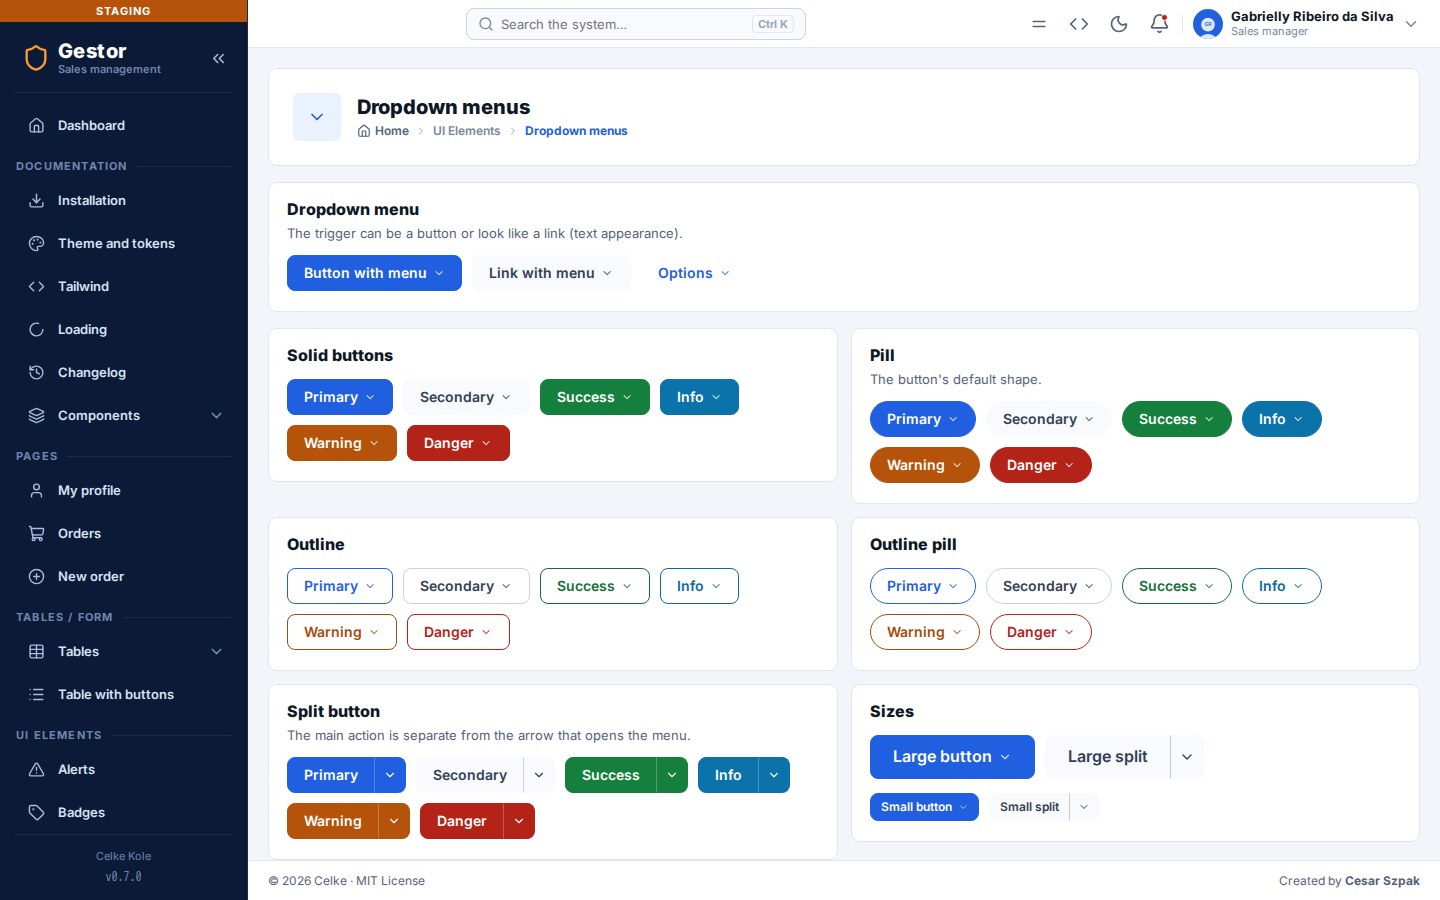 STAGING
Gestor
Sales management
Dashboard
DOCUMENTATION
Installation
Theme and tokens
Tailwind
Loading
Changelog
Components
PAGES
My profile
Orders
New order
TABLES / FORM
Tables
Table with buttons
UI ELEMENTS
Alerts
Badges
Celke Kole
v0.7.0
Search the system...
Ctrl K
GR
Gabrielly Ribeiro da Silva
Sales manager
Dropdown menus
Home UI Elements Dropdown menus
Dropdown menu
The trigger can be a button or look like a link (text appearance).
Button with menu Link with menu Options
Solid buttons
Primary Secondary Success Info
Warning Danger
Pill
The button's default shape.
Primary Secondary Success Info
Warning Danger
Outline
Primary Secondary Success Info
Warning Danger
Outline pill
Primary Secondary Success Info
Warning Danger
Split button
The main action is separate from the arrow that opens the menu.
Primary Secondary Success Info
Warning Danger
Sizes
Large button Large split
Small button Small split
© 2026 Celke · MIT License
Created by Cesar Szpak